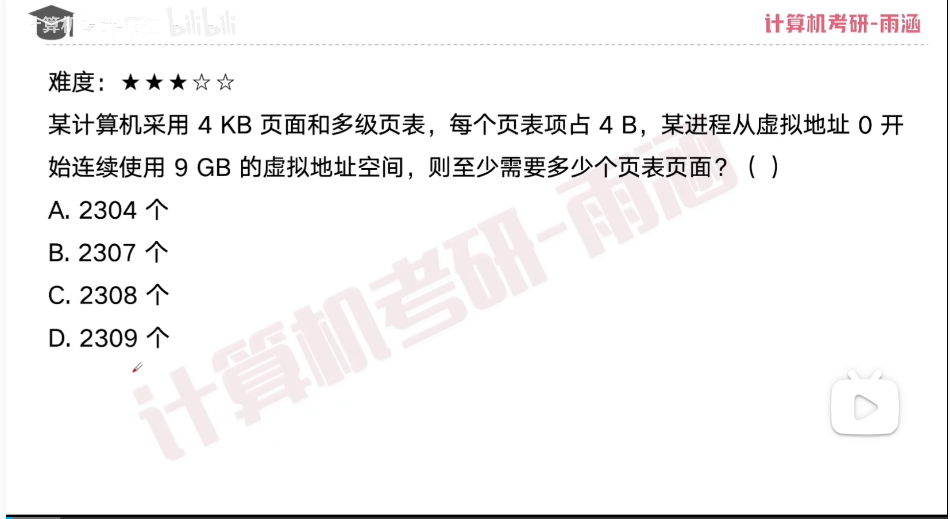 bilibili
计算机考研-雨涵
难度：★★★☆☆
某计算机采用 4 KB 页面和多级页表，每个页表项占 4 B，某进程从虚拟地址 0 开
始连续使用 9 GB 的虚拟地址空间，则至少需要多少个页表页面？（ ）
A. 2304 个
B. 2307 个
C. 2308 个
D. 2309 个
计算机考研-雨涵